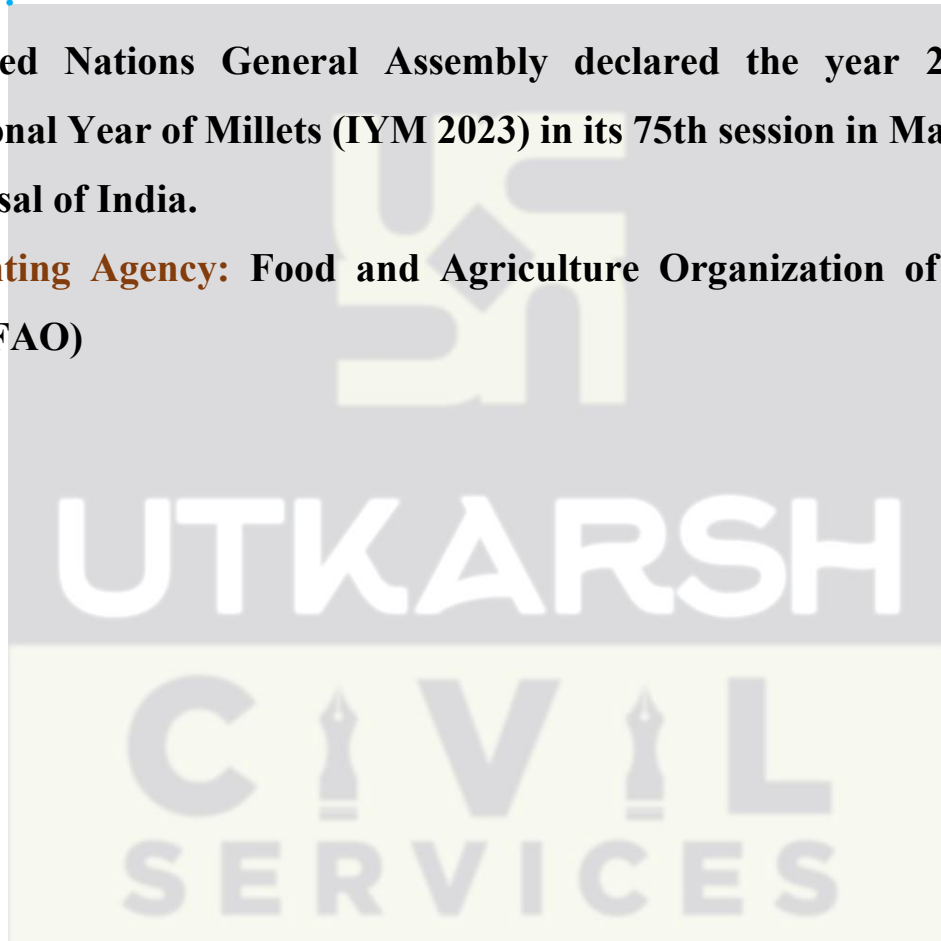 ed Nations General Assembly declared the year 2
onal Year of Millets (IYM 2023) in its 75th session in Ma
sal of India.
ting Agency: Food and Agriculture Organization of
FAO)
UTKARSH
CIVIL
SERVICES